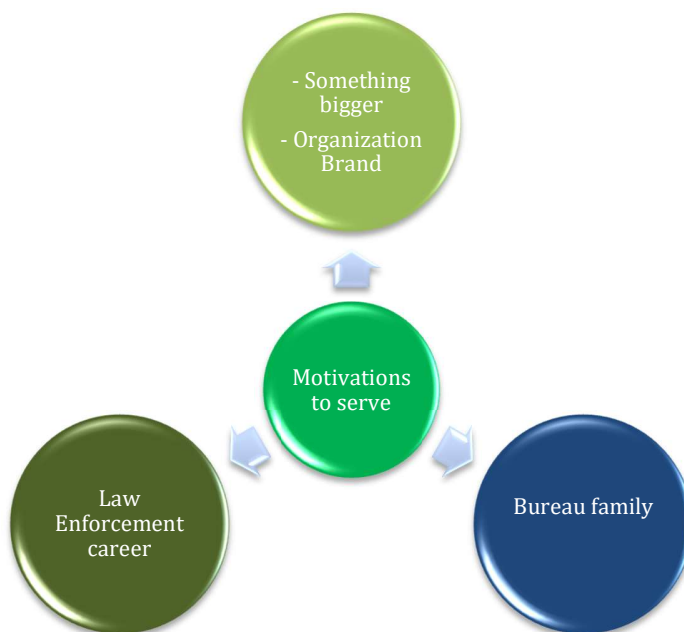 - Something
bigger
- Organization
Brand
Motivations
to serve
Law
Enforcement
career
Bureau family